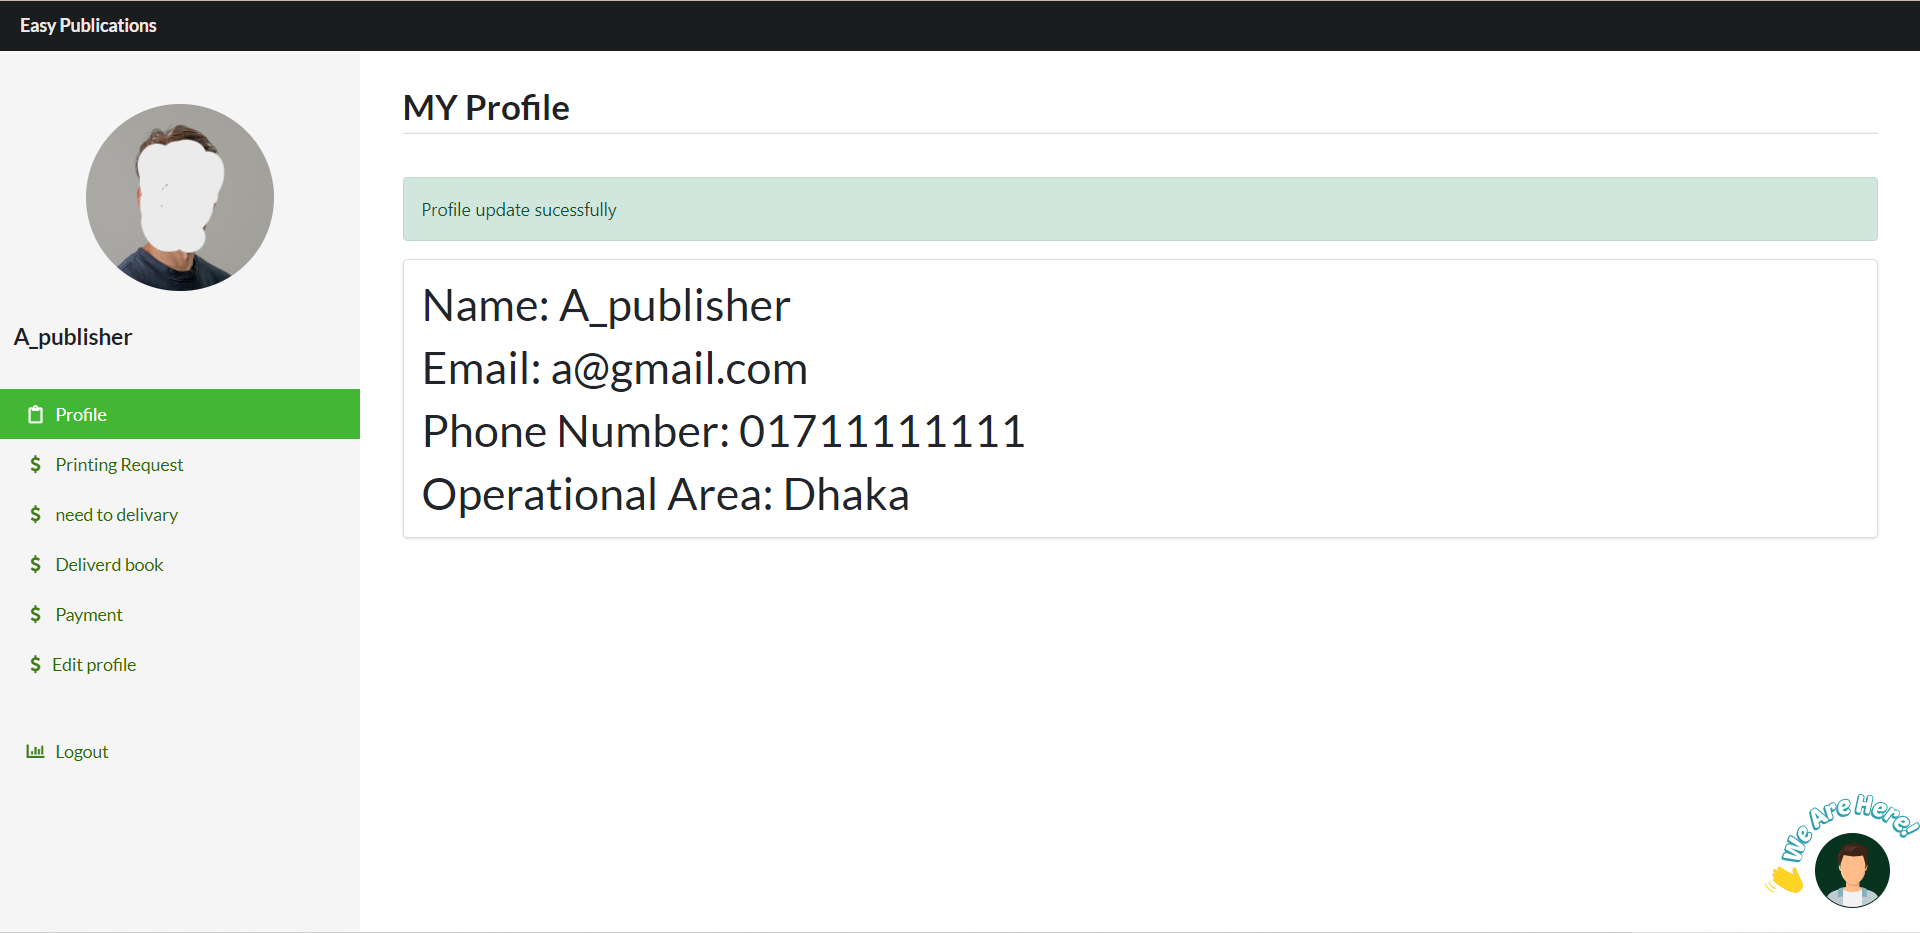 Easy Publications
A_publisher
Profile
$ Printing Request
$ need to delivary
$ Deliverd book
$ Payment
$ Edit profile
Logout
MY Profile
Profile update sucessfully
Name: A_publisher
Email: a@gmail.com
Phone Number: 01711111111
Operational Area: Dhaka
We Are Here!